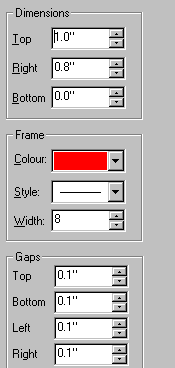 Dimensions
Top 1.0"
Right 0.8"
Bottom 0.0"
Frame
Colour:
Style:
Width: 8
Gaps
Top 0.1"
Bottom 0.1"
Left 0.1"
Right 0.1"